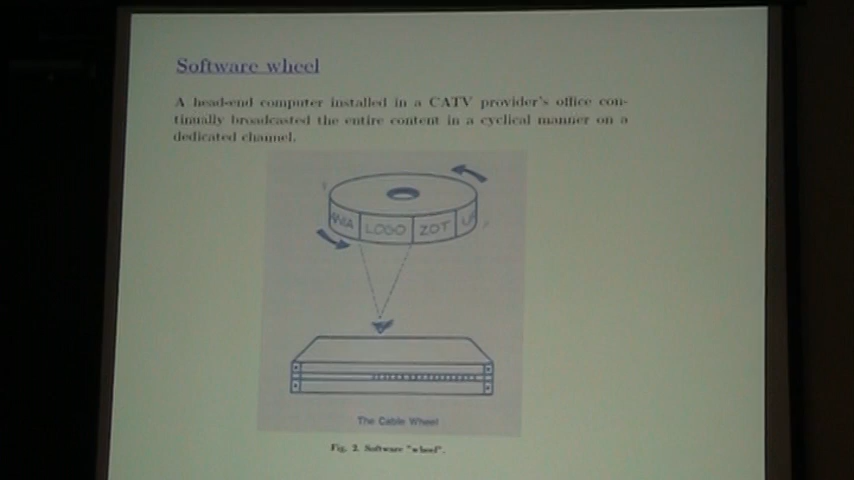 Software wheel
A head-end computer installed in a CATV provider's office con-
tinually broadcasted the entire content in a cyclical manner on a
dedicated channel.
LOGO ZOT
The Cable Wheel
Fig. 2. Software "wheel".